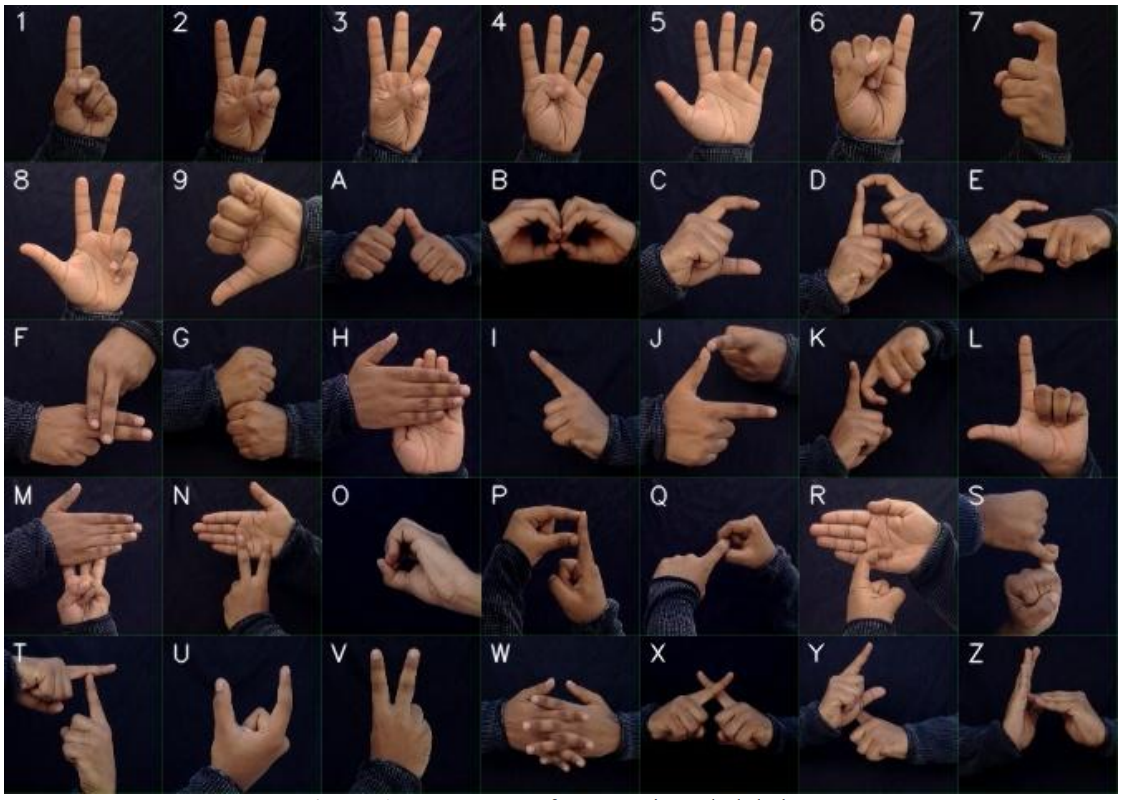 1 2 3 4 5 6 7
8 9 A B C D E
F G H I J K L
M N O P Q R S
T U V W X Y Z